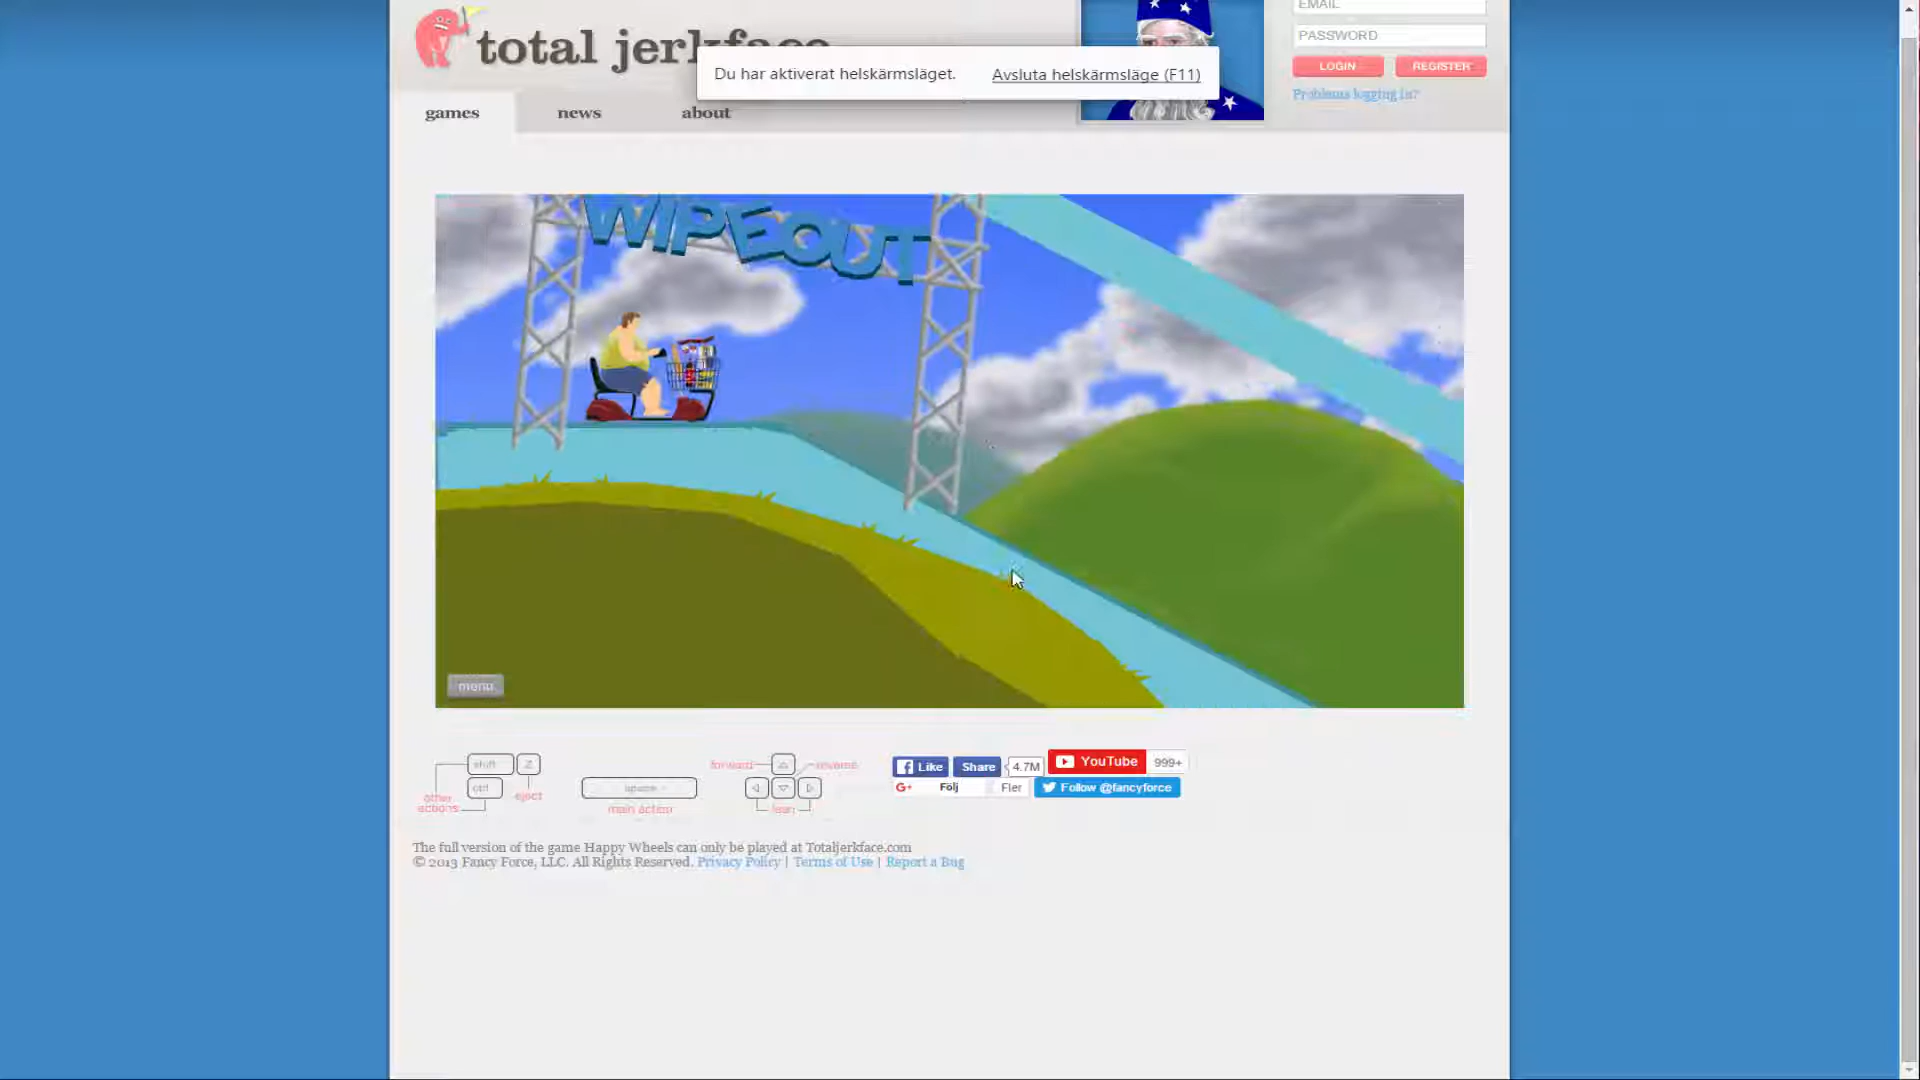 EMAIL
total jerkface
PASSWORD
Du har aktiverat helskärmsläget. Avsluta helskärmsläge (F11)
LOGIN REGISTER
Problems logging in?
games news about
WIPEOUT
menu
shift Z
ctrl
other actions
eject
space
main action
forward reverse
lean
Like Share 4.7M YouTube 999+
G+ Följ Fler Follow @fancyforce
The full version of the game Happy Wheels can only be played at Totaljerkface.com
© 2013 Fancy Force, LLC. All Rights Reserved. Privacy Policy | Terms of Use | Report a Bug